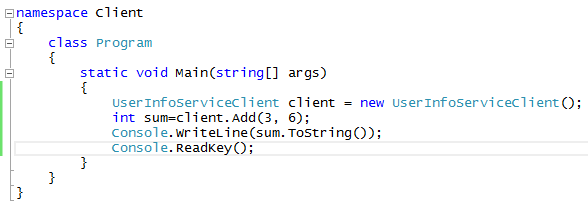 namespace Client
{
class Program
{
static void Main(string[] args)
{
UserInfoServiceClient client = new UserInfoServiceClient();
int sum=client.Add(3, 6);
Console.WriteLine(sum.ToString());
Console.ReadKey();
}
}
}